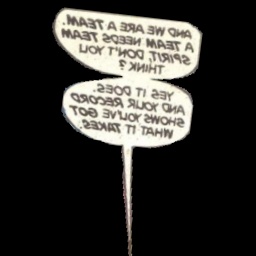 AND WE ARE A TEAM.
A TEAM NEEDS TEAM
SPIRIT, DON'T YOU
THINK?
YES IT DOES.
AND YOUR RECORD
SHOWS YOU'VE GOT
WHAT IT TAKES.